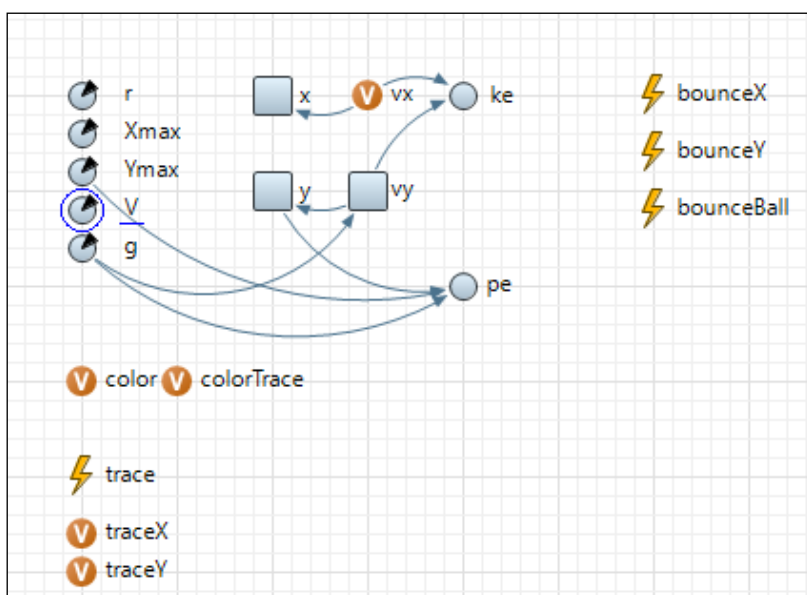 r
Xmax
Ymax
V
g
x
vx
ke
y
vy
pe
bounceX
bounceY
bounceBall
V color
V colorTrace
trace
V traceX
V traceY